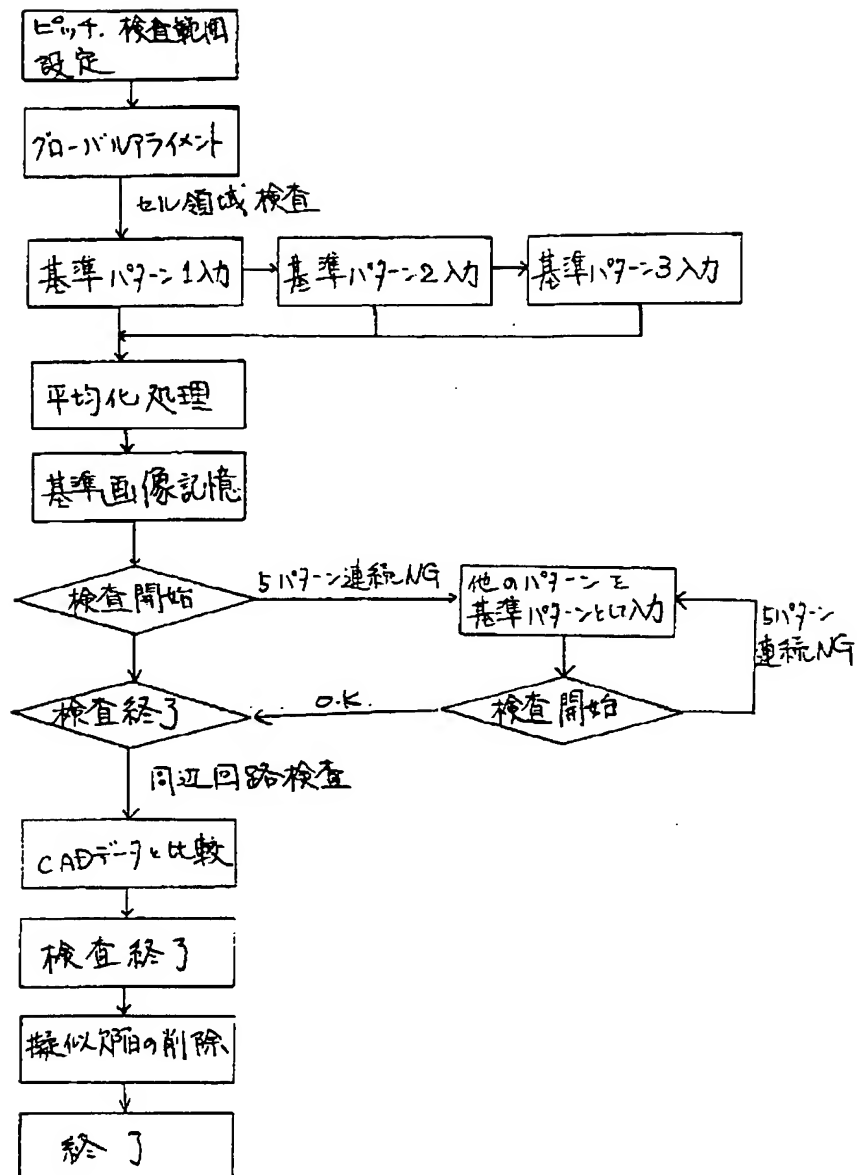 ピッチ、検査範囲
設定
グローバルアライメント
セル領域検査
基準パターン1入力
基準パターン2入力
基準パターン3入力
平均化処理
基準画像記憶
検査開始
5パターン連続NG
他のパターンを
基準パターンとして入力
5パターン
連続NG
検査開始
O.K.
検査終了
周辺回路検査
CADデータと比較
検査終了
擬似欠陥の削除
終了